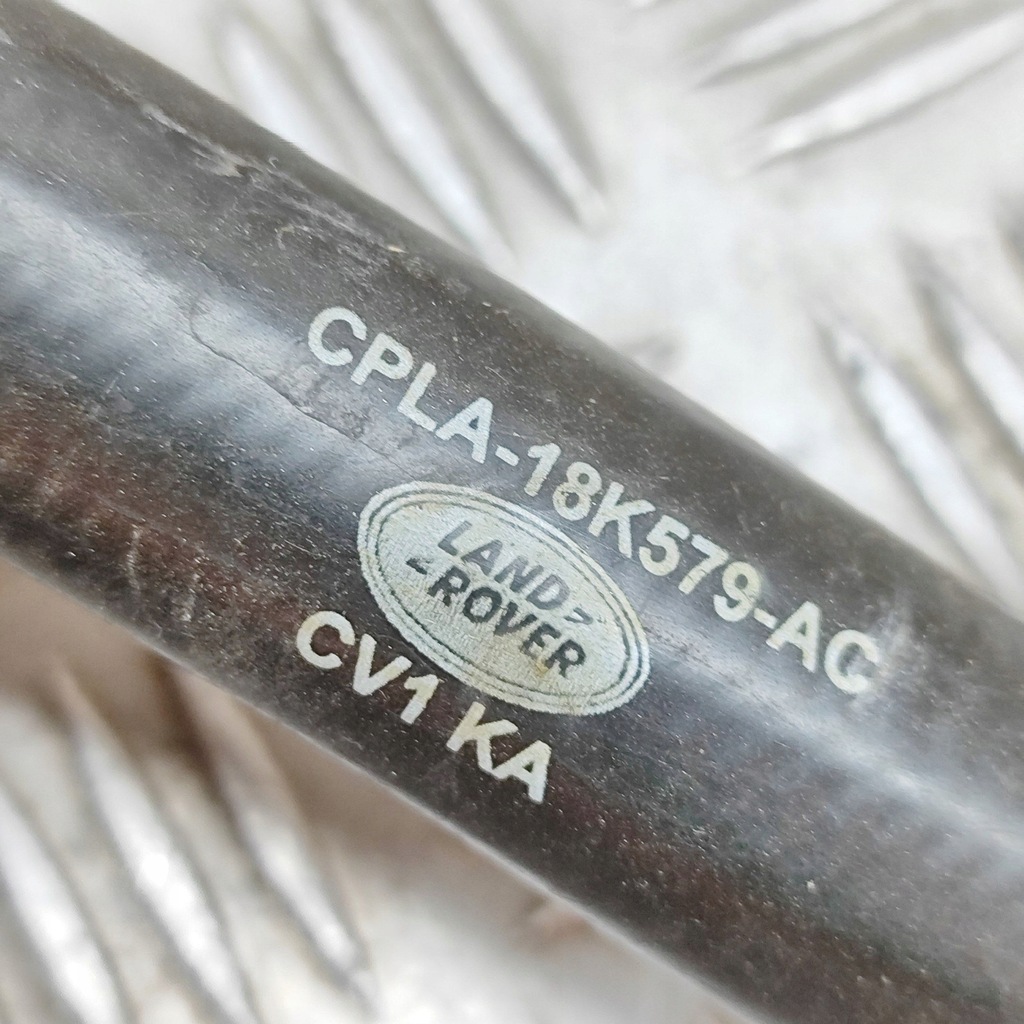 CPLA-18K579-AC
LAND
-ROVER
CV1 KA